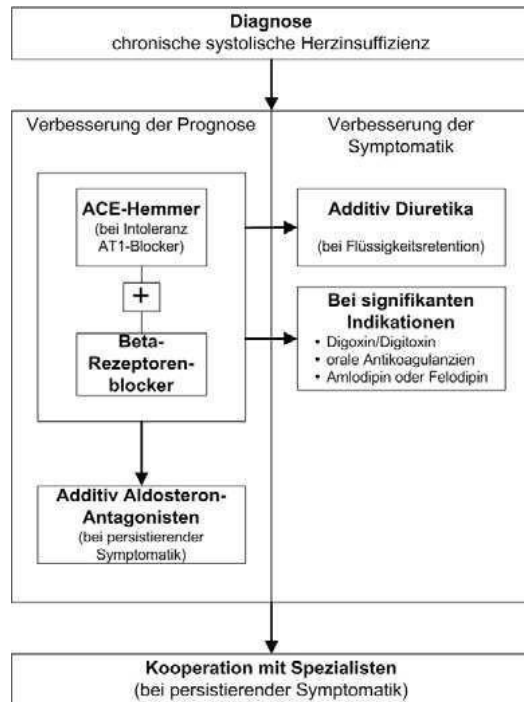 Diagnose
chronische systolische Herzinsuffizienz
Verbesserung der Prognose
ACE-Hemmer
(bei Intoleranz
AT1-Blocker)
+
Beta-
Rezeptoren-
blocker
Additiv Aldosteron-
Antagonisten
(bei persistierender
Symptomatik)
Verbesserung der
Symptomatik
Additiv Diuretika
(bei Flüssigkeitsretention)
Bei signifikanten
Indikationen
• Digoxin/Digitoxin
• orale Antikoagulanzien
• Amlodipin oder Felodipin
Kooperation mit Spezialisten
(bei persistierender Symptomatik)